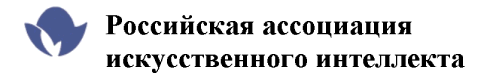 Российская ассоциация
искусственного интеллекта